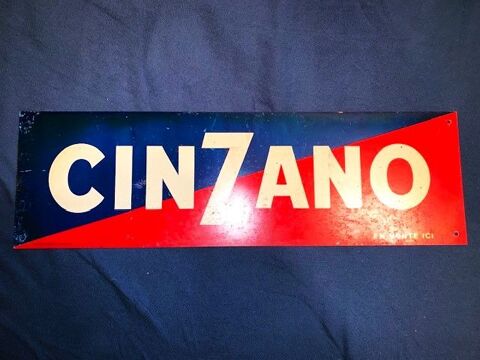 CINZANO
EN VENTE ICI